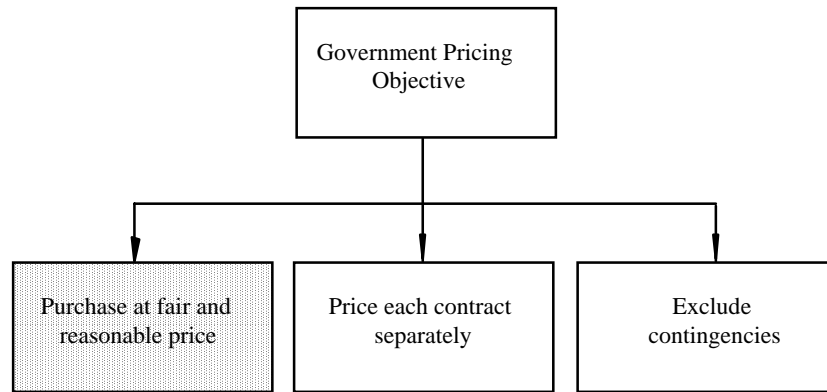 Government Pricing
Objective
Purchase at fair and
reasonable price
Price each contract
separately
Exclude
contingencies